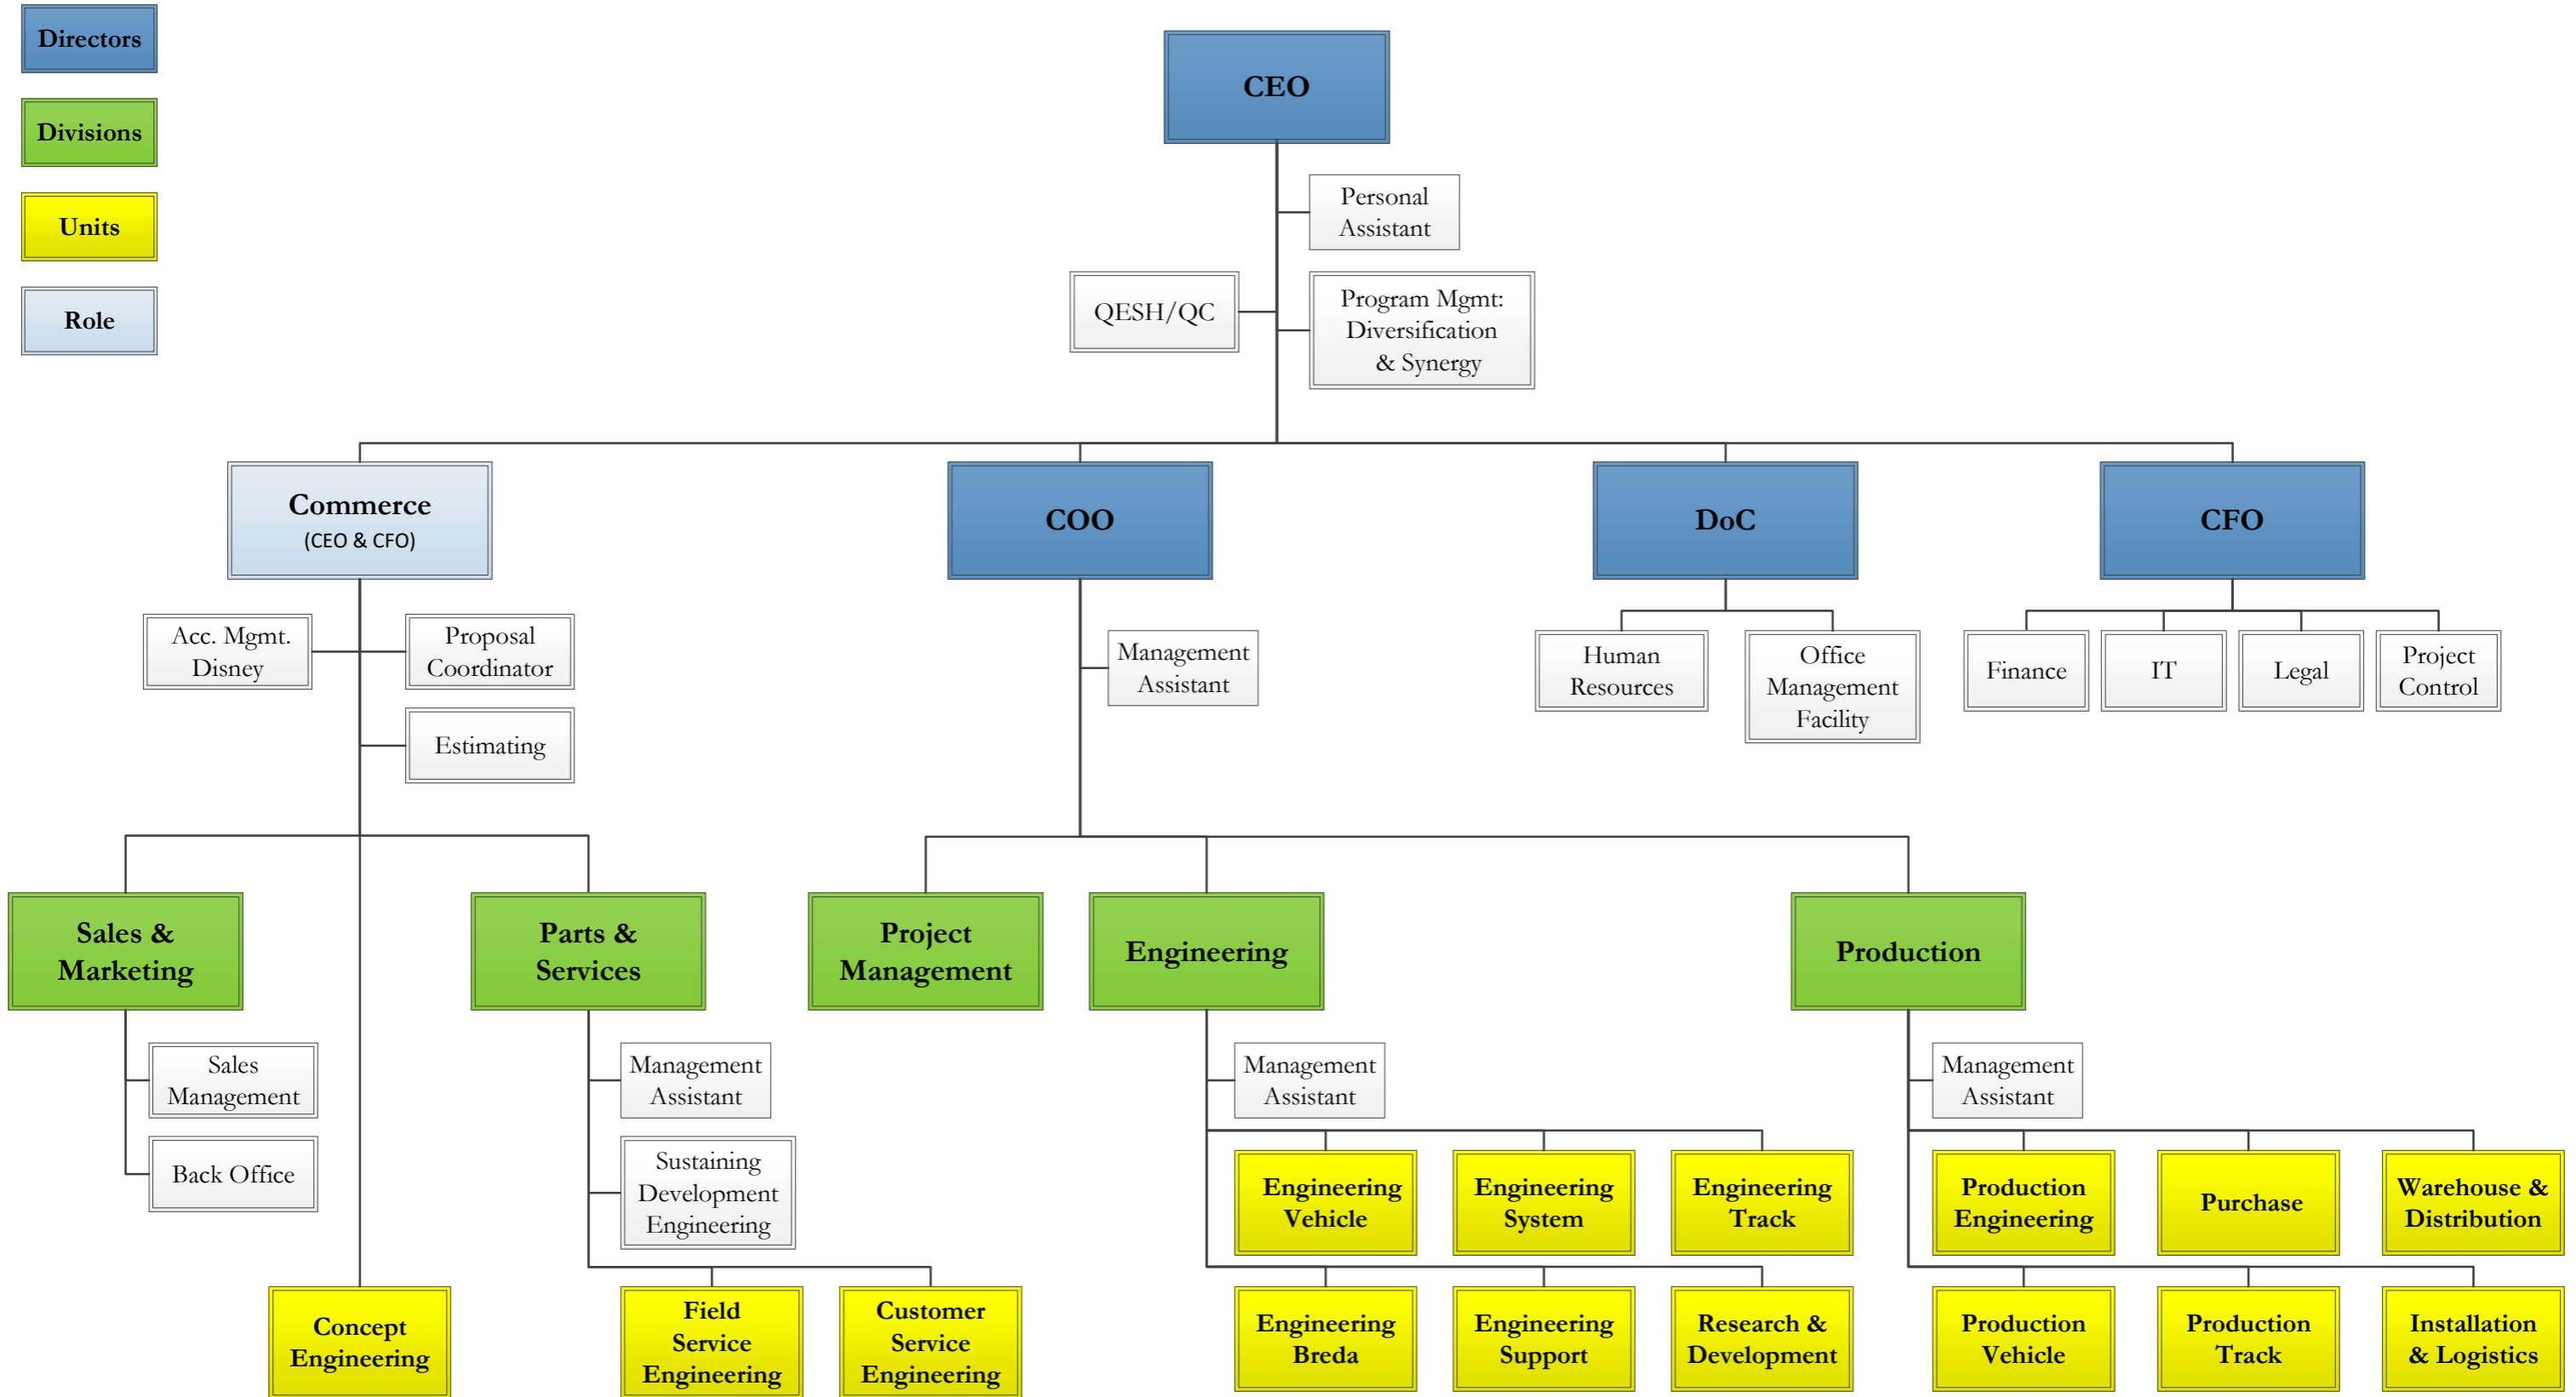 Directors
Divisions
Units
Role
CEO
Personal
Assistant
QESH/QC
Program Mgmt:
Diversification
& Synergy
Commerce
(CEO & CFO)
COO
DoC
CFO
Acc. Mgmt.
Disney
Proposal
Coordinator
Estimating
Management
Assistant
Human
Resources
Office
Management
Facility
Finance
IT
Legal
Project
Control
Sales &
Marketing
Parts &
Services
Project
Management
Engineering
Production
Sales
Management
Back Office
Management
Assistant
Sustaining
Development
Engineering
Management
Assistant
Management
Assistant
Engineering
Vehicle
Engineering
System
Engineering
Track
Production
Engineering
Purchase
Warehouse &
Distribution
Concept
Engineering
Field
Service
Engineering
Customer
Service
Engineering
Engineering
Breda
Engineering
Support
Research &
Development
Production
Vehicle
Production
Track
Installation
& Logistics